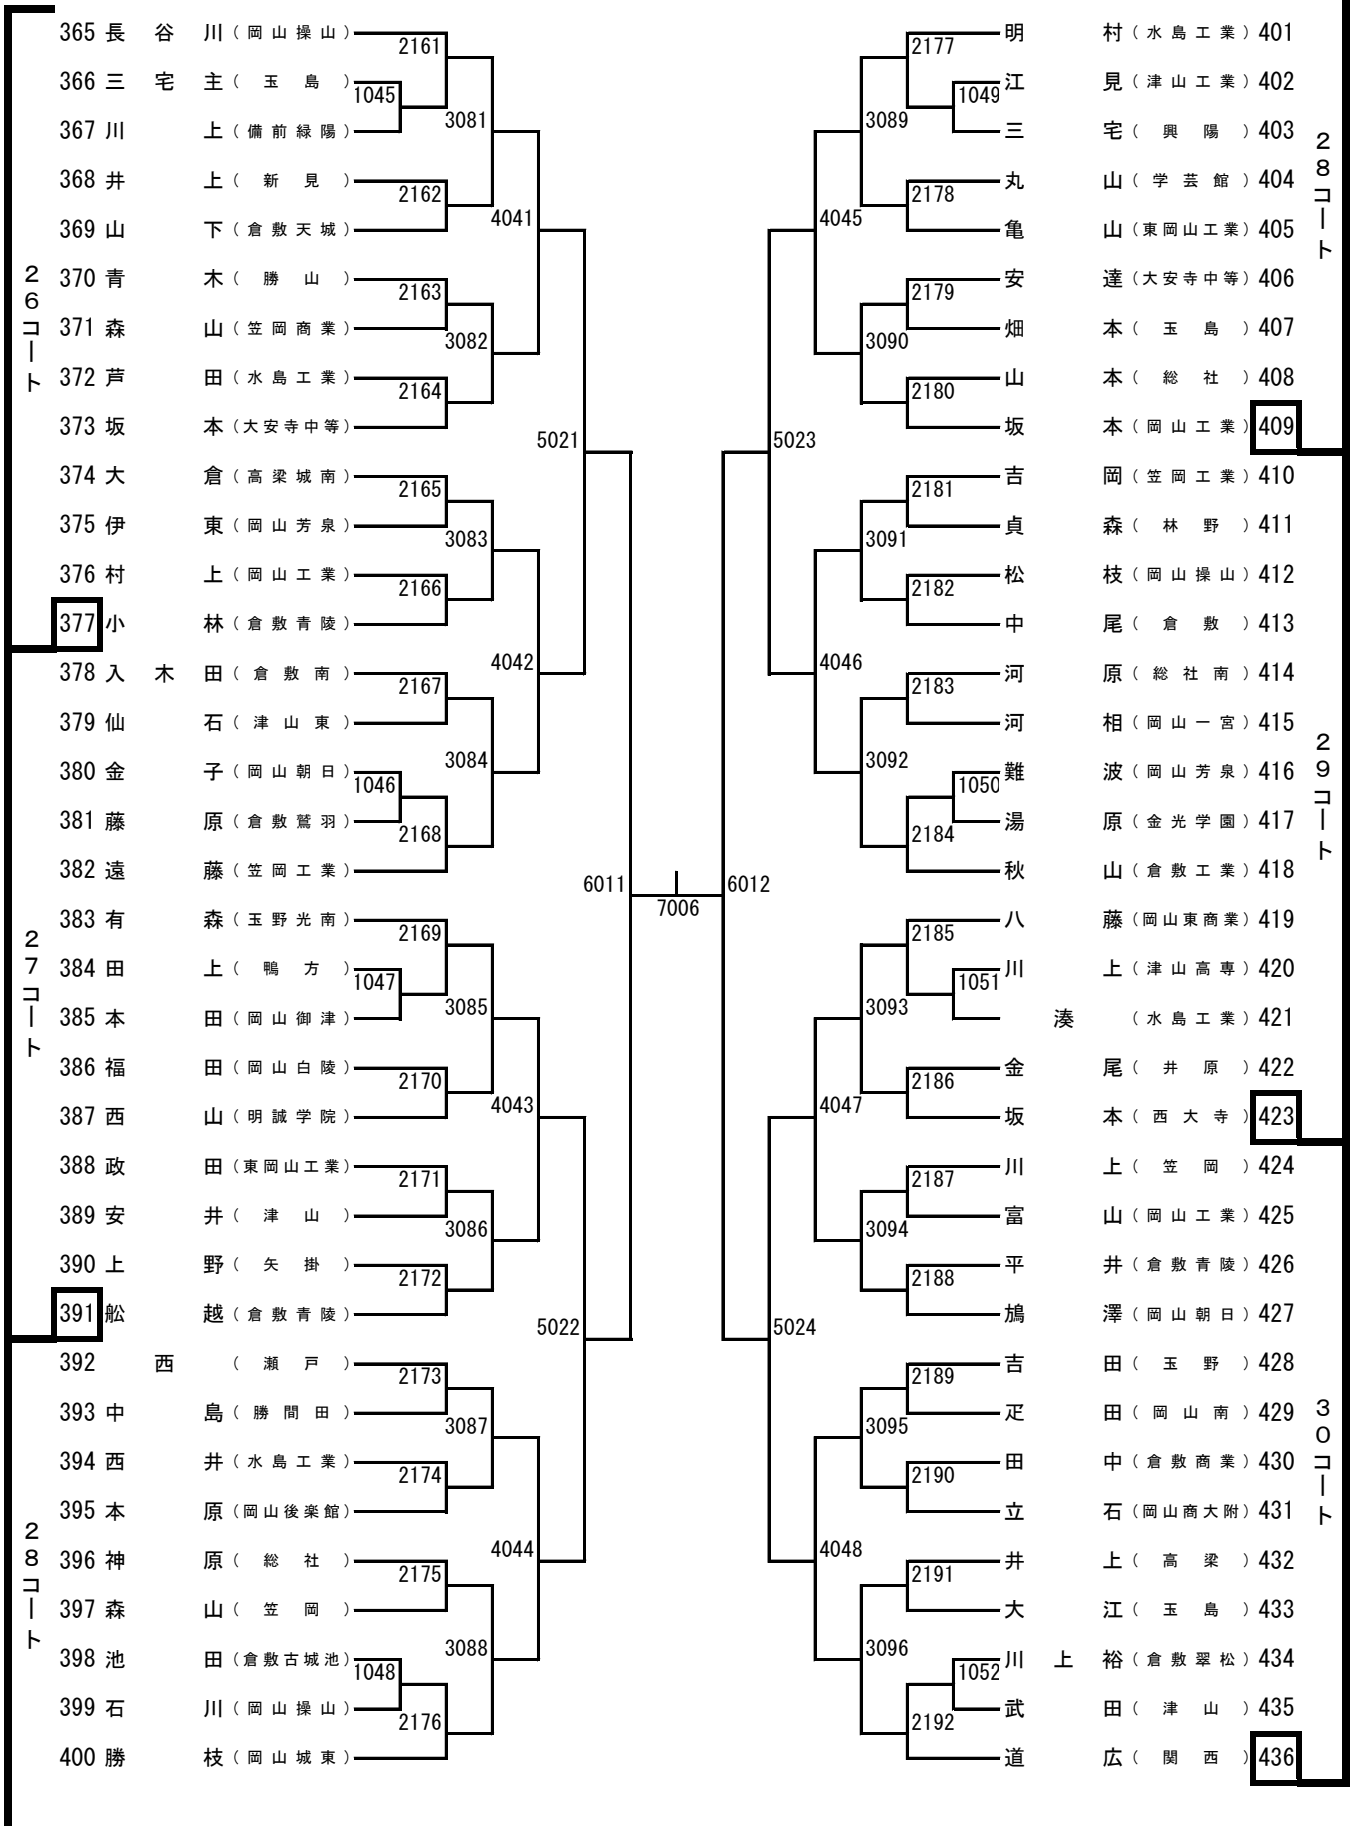 365 長谷川（岡山操山）
2161
366 三宅主（玉島）
1045
367 川上（備前緑陽）
3081
368 井上（新見）
2162
369 山下（倉敷天城）
4041
370 青木（勝山）
2163
371 森山（笠岡商業）
3082
372 芦田（水島工業）
2164
373 坂本（大安寺中等）
5021
374 大倉（高梁城南）
2165
375 伊東（岡山芳泉）
3083
376 村上（岡山工業）
2166
377 小林（倉敷青陵）
26コート
4042
378 入木田（倉敷南）
2167
379 仙石（津山東）
3084
380 金子（岡山朝日）
1046
381 藤原（倉敷鷲羽）
2168
382 遠藤（笠岡工業）
6011
383 有森（玉野光南）
2169
384 田上（鴨方）
1047
385 本田（岡山御津）
3085
386 福田（岡山白陵）
2170
387 西山（明誠学院）
4043
388 政田（東岡山工業）
2171
389 安井（津山）
3086
390 上野（矢掛）
2172
391 舩越（倉敷青陵）
27コート
5022
392 西（瀬戸）
2173
393 中島（勝間田）
3087
394 西井（水島工業）
2174
395 本原（岡山後楽館）
4044
396 神原（総社）
2175
397 森山（笠岡）
3088
398 池田（倉敷古城池）
1048
399 石川（岡山操山）
2176
400 勝枝（岡山城東）
28コート
7006
明村（水島工業）401
2177
江見（津山工業）402
1049
三宅（興陽）403
3089
丸山（学芸館）404
2178
亀山（東岡山工業）405
4045
安達（大安寺中等）406
2179
畑本（玉島）407
3090
山本（総社）408
2180
坂本（岡山工業）409
28コート
5023
吉岡（笠岡工業）410
2181
貞森（林野）411
3091
松枝（岡山操山）412
2182
中尾（倉敷）413
4046
河原（総社南）414
2183
河相（岡山一宮）415
3092
難波（岡山芳泉）416
1050
湯原（金光学園）417
2184
秋山（倉敷工業）418
6012
八藤（岡山東商業）419
2185
川上（津山高専）420
1051
湊（水島工業）421
3093
金尾（井原）422
2186
坂本（西大寺）423
29コート
4047
川上（笠岡）424
2187
富山（岡山工業）425
3094
平井（倉敷青陵）426
2188
鴋澤（岡山朝日）427
5024
吉田（玉野）428
2189
疋田（岡山南）429
3095
田中（倉敷商業）430
2190
立石（岡山商大附）431
4048
井上（高梁）432
2191
大江（玉島）433
3096
川上裕（倉敷翠松）434
1052
武田（津山）435
2192
道広（関西）436
30コート